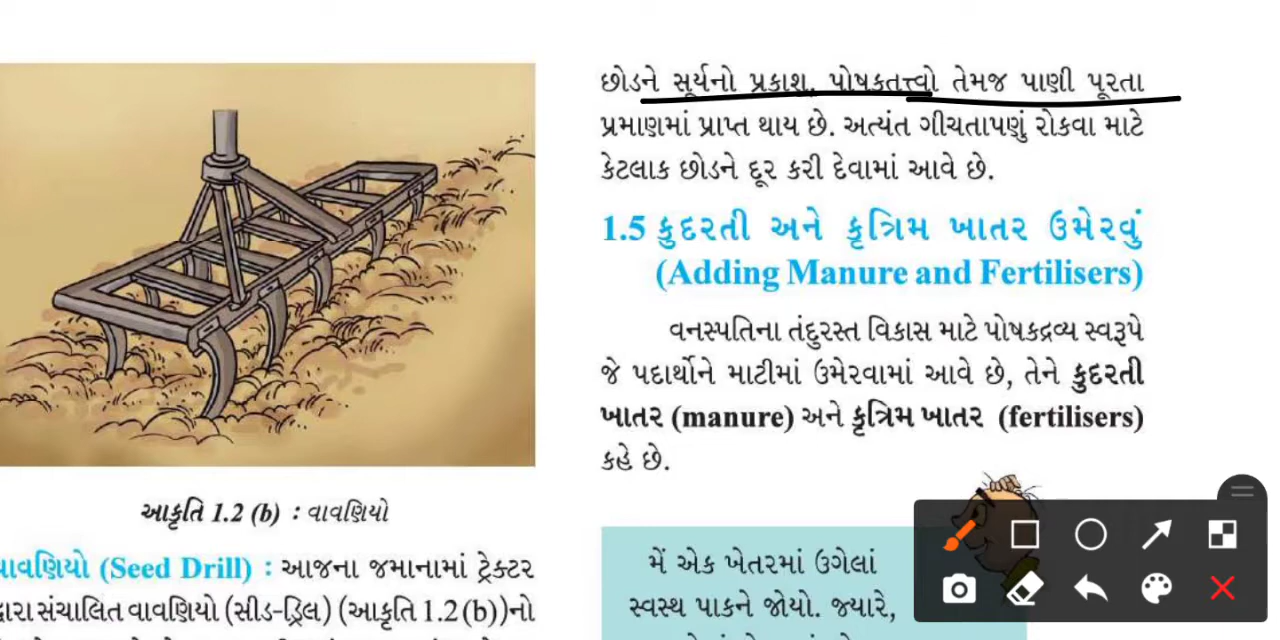 આકૃતિ 1.2 (b) : વાવણિયો
વાવણિયો (Seed Drill) : આજના જમાનામાં ટ્રેક્ટર
દ્વારા સંચાલિત વાવણિયો (સીડ-ડ્રિલ) (આકૃતિ 1.2 (b))નો
છોડને સૂર્યનો પ્રકાશ, પોષકતત્ત્વો તેમજ પાણી પૂરતા
પ્રમાણમાં પ્રાપ્ત થાય છે. અત્યંત ગીચતાપણું રોકવા માટે
કેટલાક છોડને દૂર કરી દેવામાં આવે છે.
1.5 કુદરતી અને કૃત્રિમ ખાતર ઉમેરવું
(Adding Manure and Fertilisers)
વનસ્પતિના તંદુરસ્ત વિકાસ માટે પોષકદ્રવ્ય સ્વરૂપે
જે પદાર્થોને માટીમાં ઉમેરવામાં આવે છે, તેને કુદરતી
ખાતર (manure) અને કૃત્રિમ ખાતર (fertilisers)
કહે છે.
મેં એક ખેતરમાં ઉગેલાં
સ્વસ્થ પાકને જોયો. જ્યારે,